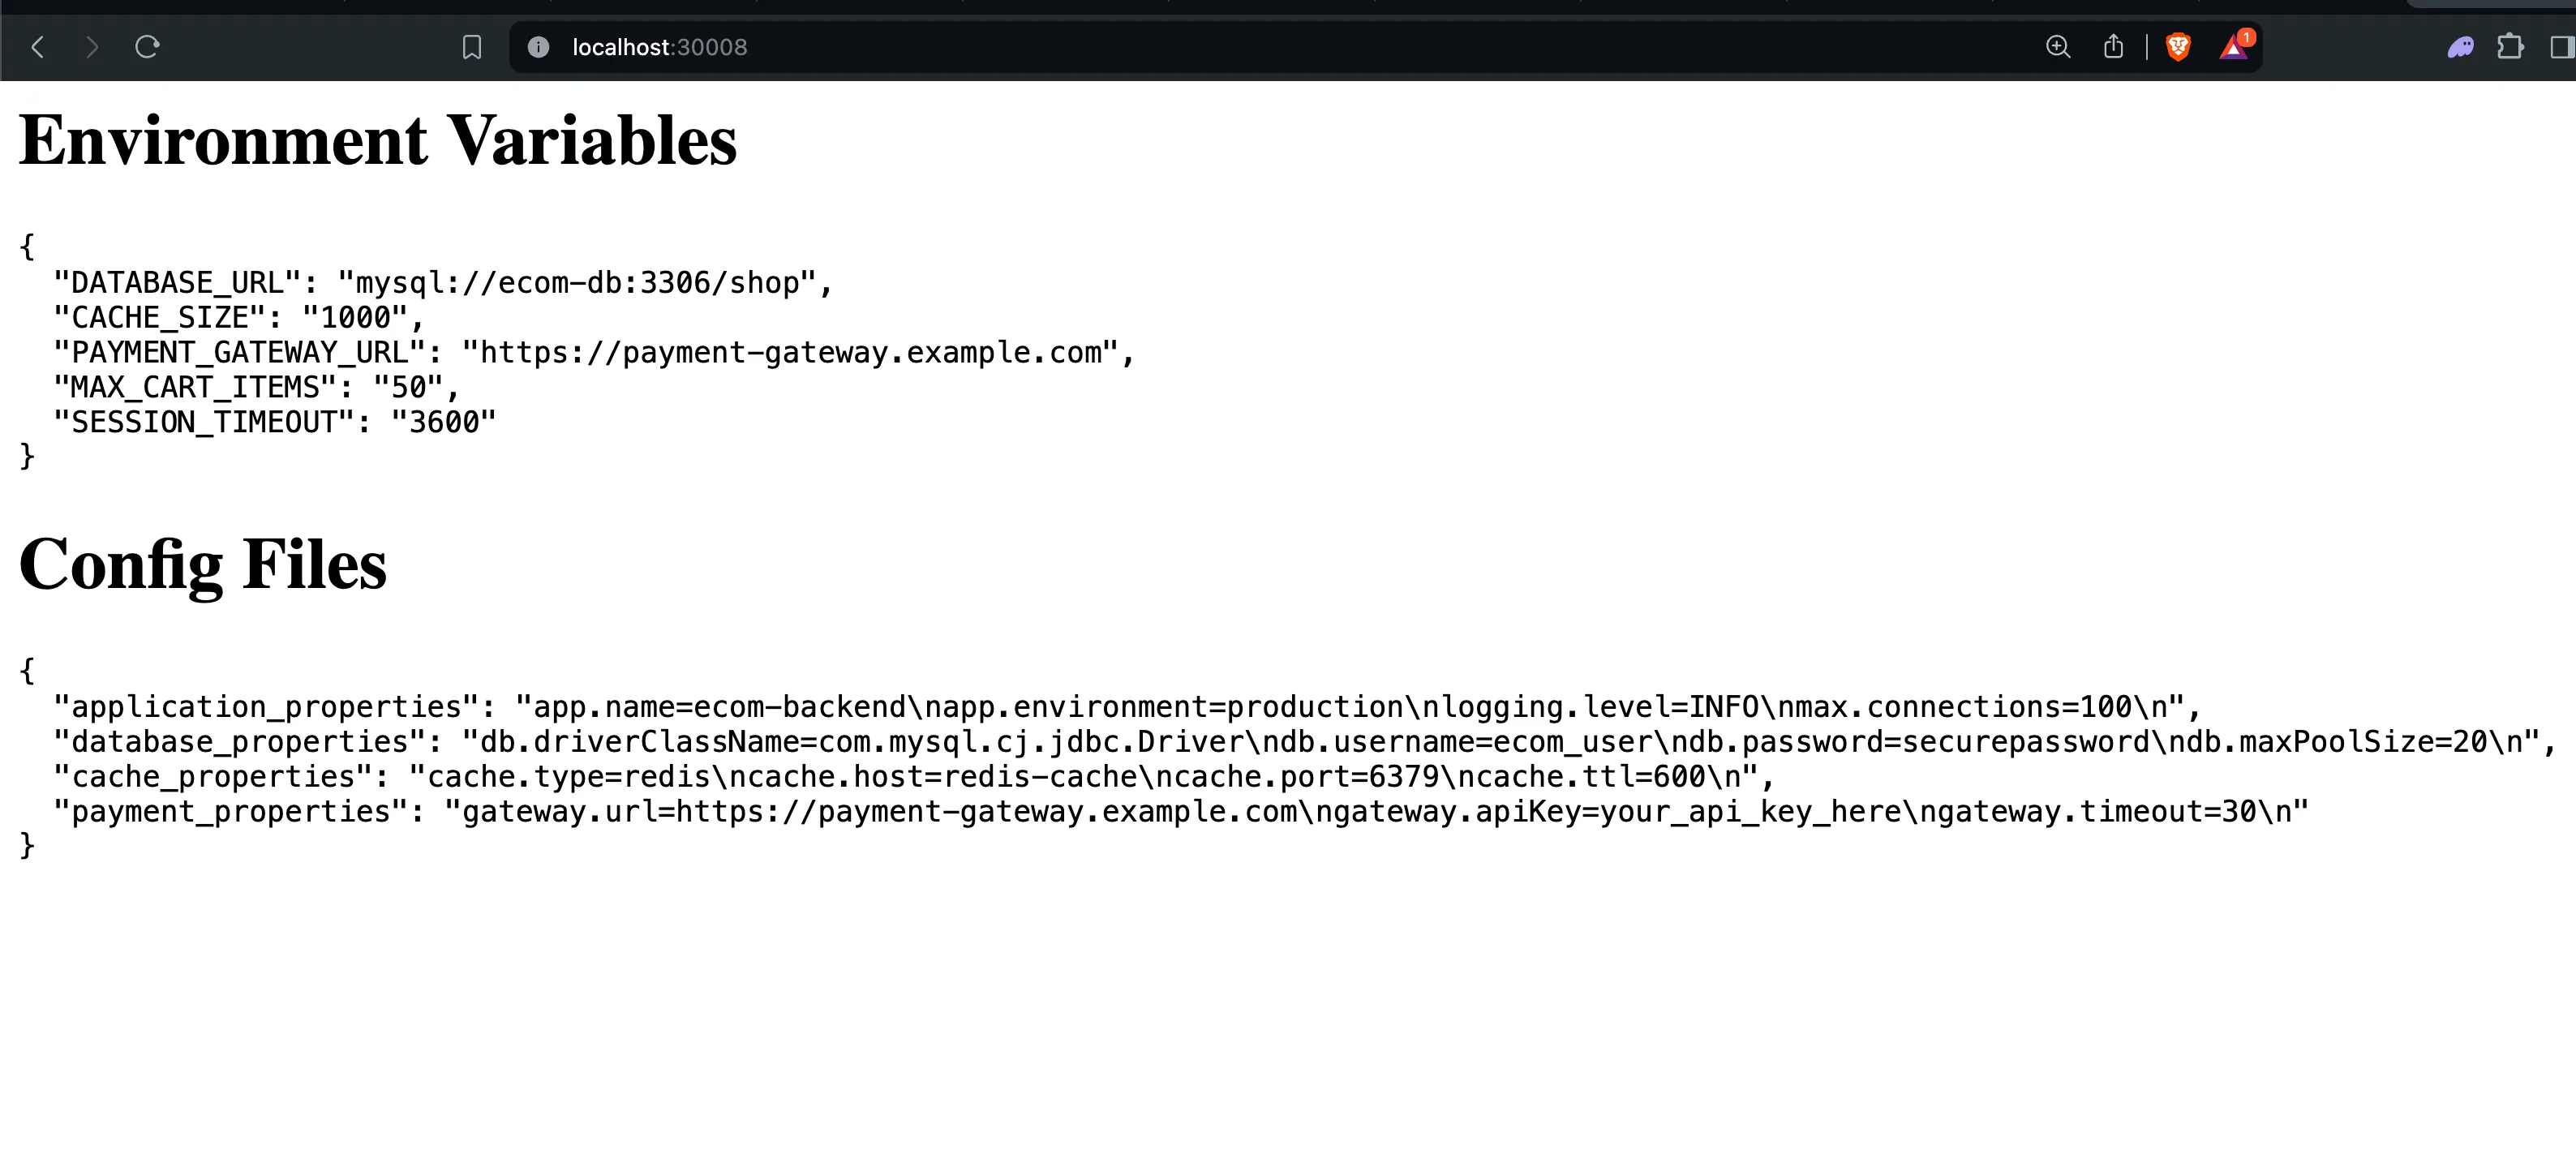 localhost:30008
1
Environment Variables
{
  "DATABASE_URL": "mysql://ecom-db:3306/shop",
  "CACHE_SIZE": "1000",
  "PAYMENT_GATEWAY_URL": "https://payment-gateway.example.com",
  "MAX_CART_ITEMS": "50",
  "SESSION_TIMEOUT": "3600"
}
Config Files
{
  "application_properties": "app.name=ecom-backend\napp.environment=production\nlogging.level=INFO\nmax.connections=100\n",
  "database_properties": "db.driverClassName=com.mysql.cj.jdbc.Driver\ndb.username=ecom_user\ndb.password=securepassword\ndb.maxPoolSize=20\n",
  "cache_properties": "cache.type=redis\ncache.host=redis-cache\ncache.port=6379\ncache.ttl=600\n",
  "payment_properties": "gateway.url=https://payment-gateway.example.com\ngateway.apiKey=your_api_key_here\ngateway.timeout=30\n"
}